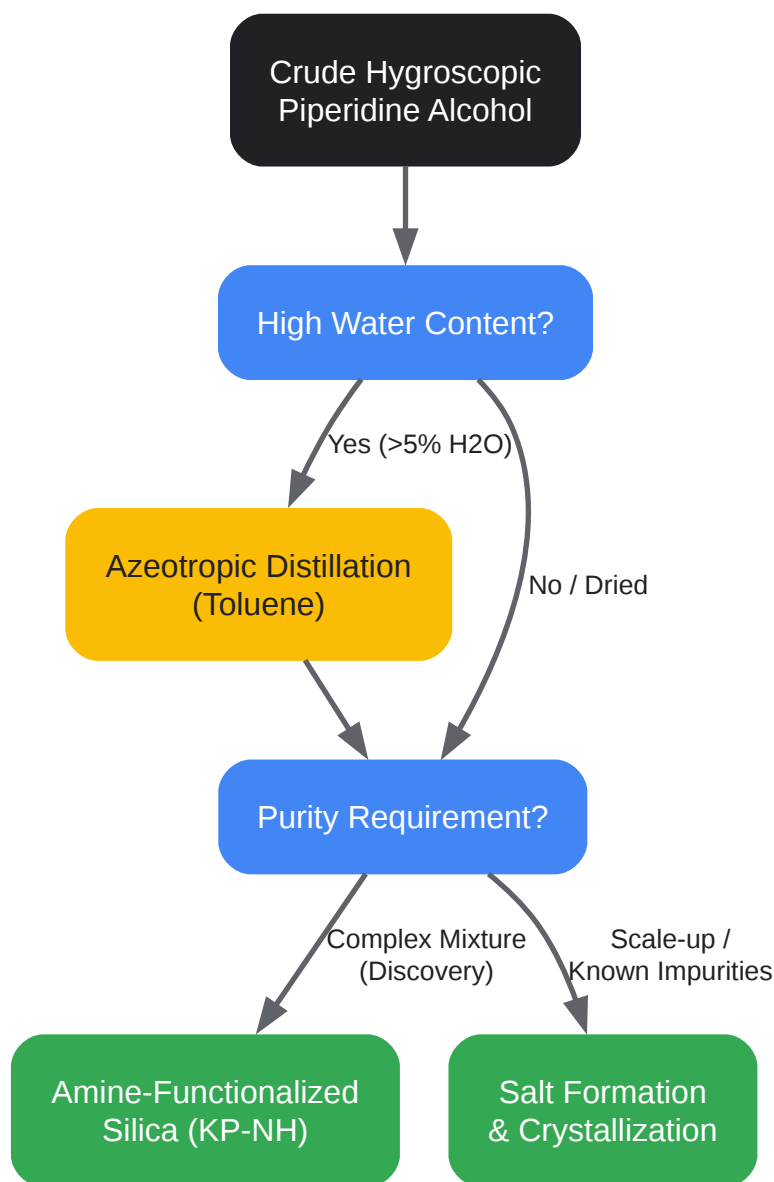 Crude Hygroscopic
Piperidine Alcohol
High Water Content?
Yes (>5% H2O)
Azeotropic Distillation
(Toluene)
No / Dried
Purity Requirement?
Complex Mixture
(Discovery)
Scale-up /
Known Impurities
Amine-Functionalized
Silica (KP-NH)
Salt Formation
& Crystallization